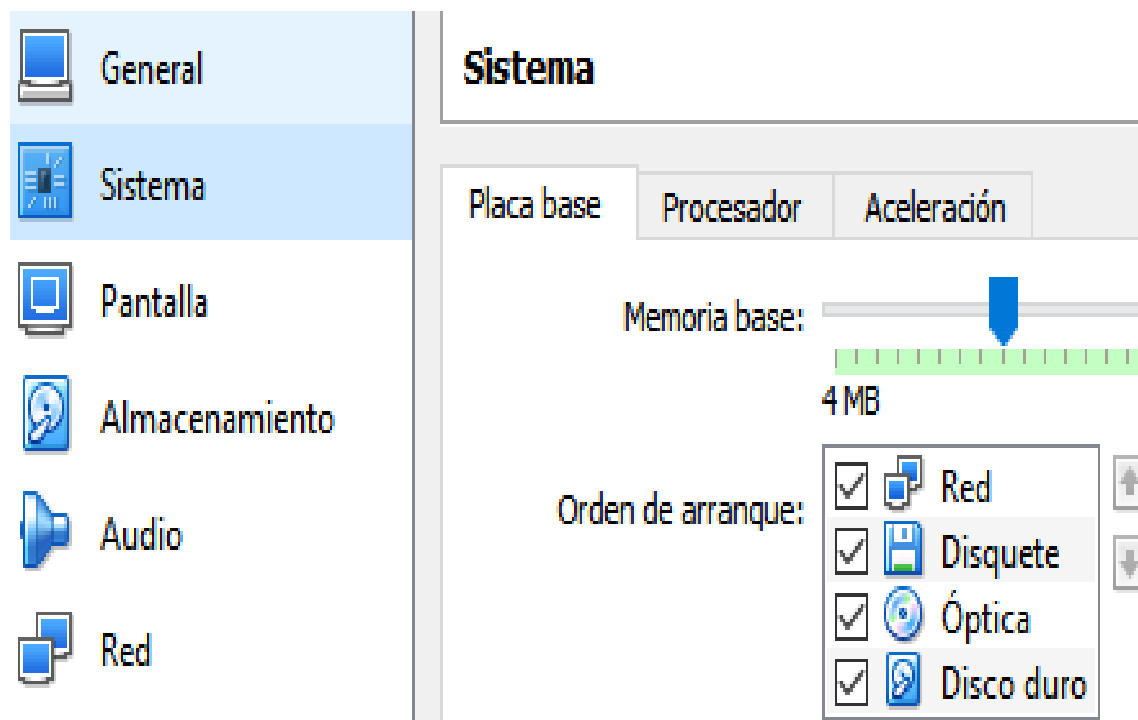 General
Sistema
Pantalla
Almacenamiento
Audio
Red
Sistema
Placa base
Procesador
Aceleración
Memoria base:
4 MB
Orden de arranque:
Red
Disquete
Óptica
Disco duro